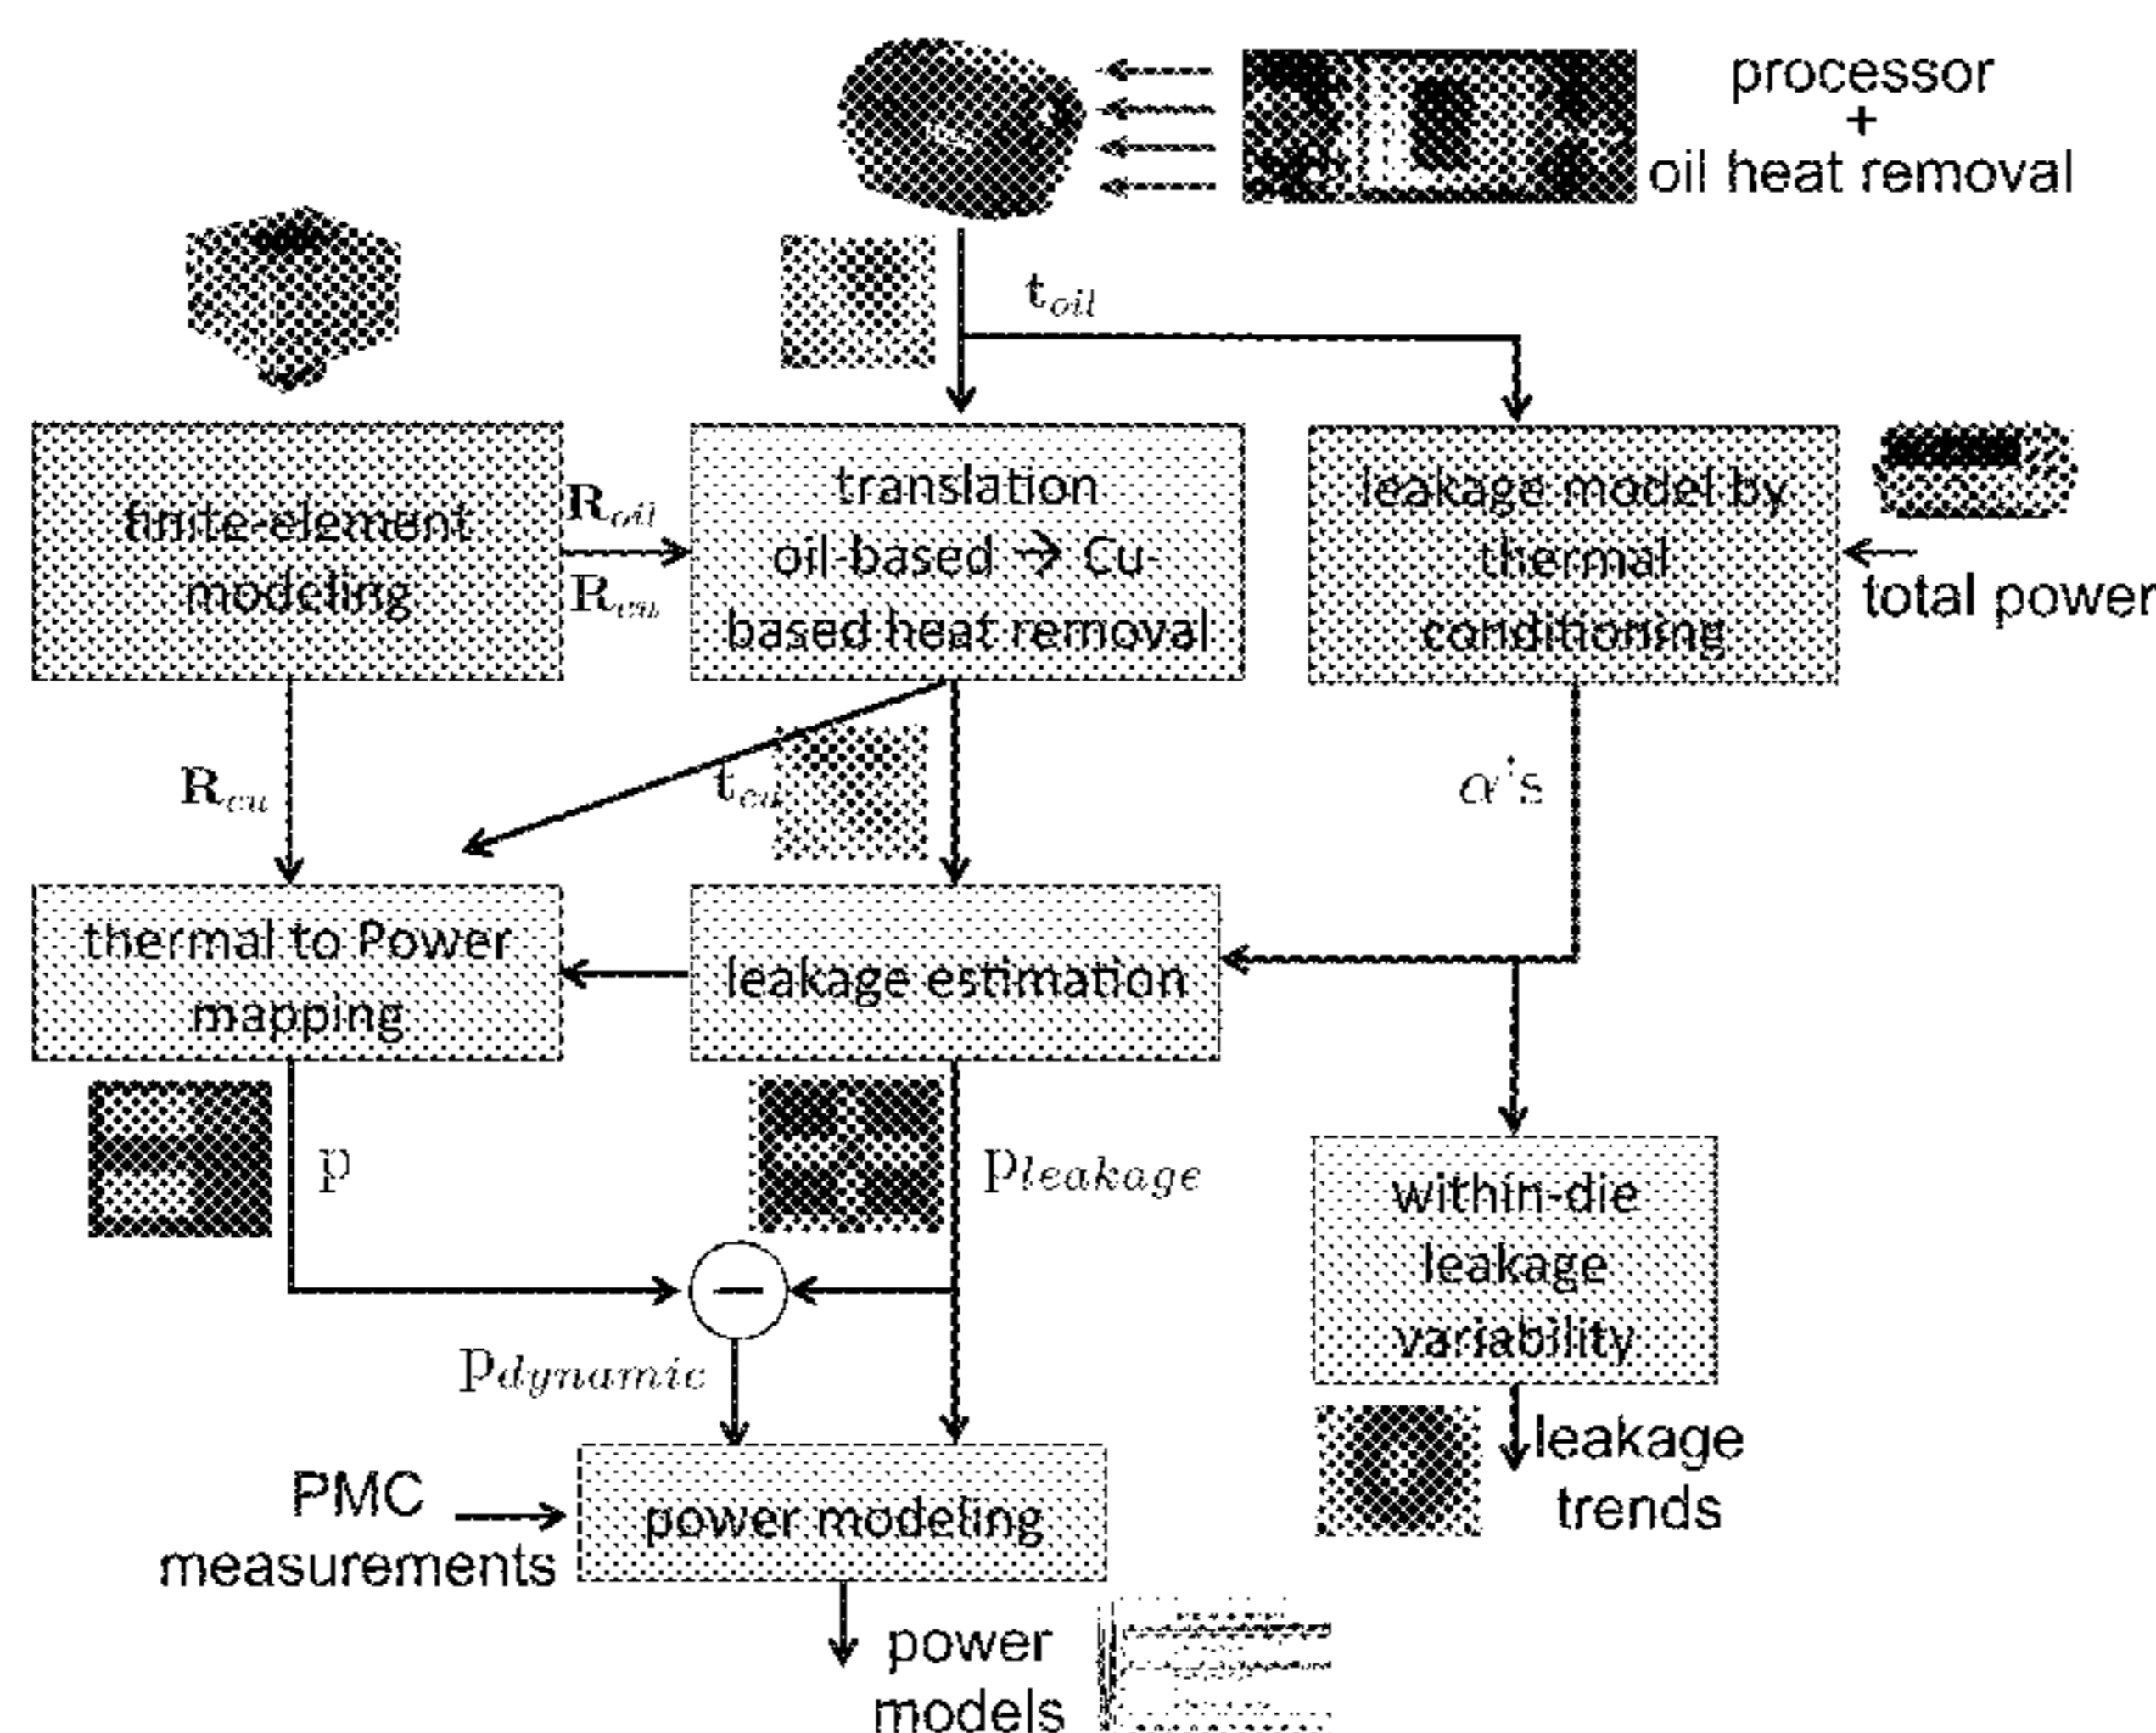 processor
+
oil heat removal
t_oil
finite-element
modeling
R_oil
R_cu
translation
oil-based → Cu-
based heat removal
leakage model by
thermal
conditioning
total power
R_cu
t_cu
α's
thermal to Power
mapping
leakage estimation
p
p_leakage
within-die
leakage
variability
−
p_dynamic
leakage
trends
PMC
measurements
power modeling
power
models